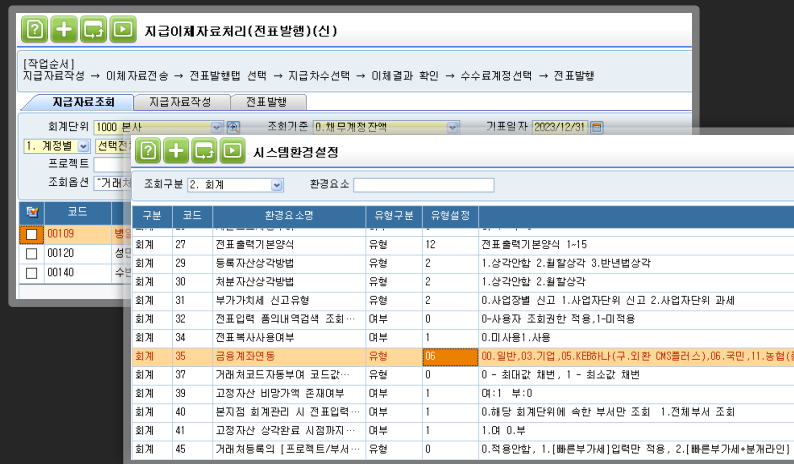 지급이체자료처리(전표발행)(신)
[작업순서]
지급자료작성 → 이체자료전송 → 전표발행탭 선택 → 지급차수선택 → 이체결과 확인 → 수수료계정선택 → 전표발행
지급자료조회 지급자료작성 전표발행
회계단위 1000 본사 조회기준 0.채무계정잔액 기표일자 2023/12/31
1. 계정별 선택전
프로젝트
조회옵션 "거래처
코드
00109
00120
00140
시스템환경설정
조회구분 2. 회계 환경요소
구분 코드 환경요소명 유형구분 유형설정
회계 27 전표출력기본양식 유형 12 전표출력기본양식 1~15
회계 29 등록자산상각방법 유형 2 1.상각안함 2.월할상각 3.반년법상각
회계 30 처분자산상각방법 유형 2 1.상각안함 2.월할상각
회계 31 부가가치세 신고유형 유형 2 0.사업장별 신고 1.사업자단위 신고 2.사업자단위 과세
회계 32 전표입력 품의내역검색 조회… 여부 0 0-사용자 조회권한 적용,1-미적용
회계 34 전표복사사용여부 여부 1 0.미사용1.사용
회계 35 금융계좌연동 유형 06 00.일반,03.기업,05.KEB하나(구.외환 CMS플러스),06.국민,11.농협(
회계 37 거래처코드자동부여 코드값… 유형 0 0 - 최대값 채번, 1 - 최소값 채번
회계 39 고정자산 비망가액 존재여부 여부 1 여:1 부:0
회계 40 본지점 회계관리 시 전표입력… 여부 1 0.해당 회계단위에 속한 부서만 조회 1.전체부서 조회
회계 41 고정자산 상각완료 시점까지… 여부 1 1.여 0.부
회계 45 거래처등록의 [프로젝트/부서… 유형 0 0.적용안함, 1.[빠른부가세]입력만 적용, 2.[빠른부가세+분개라인]